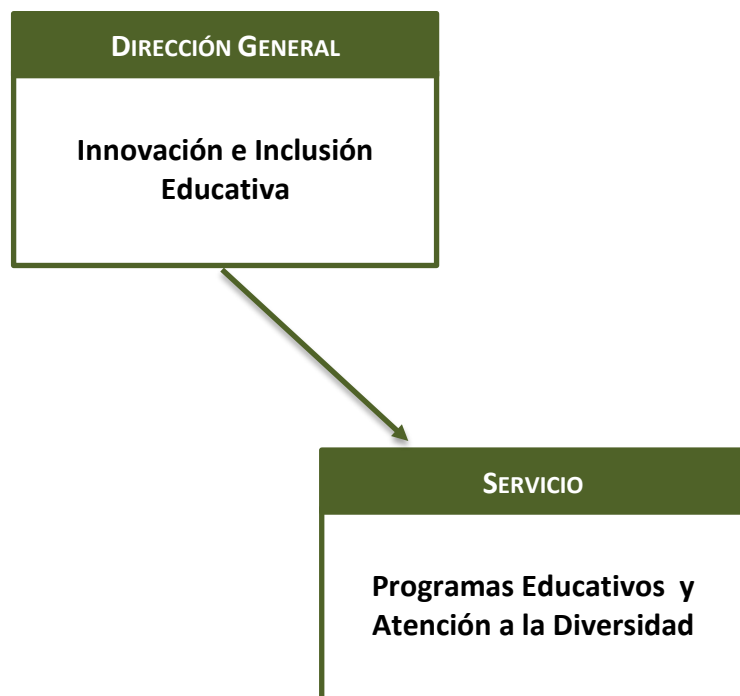 DIRECCIÓN GENERAL
Innovación e Inclusión
Educativa
SERVICIO
Programas Educativos  y
Atención a la Diversidad